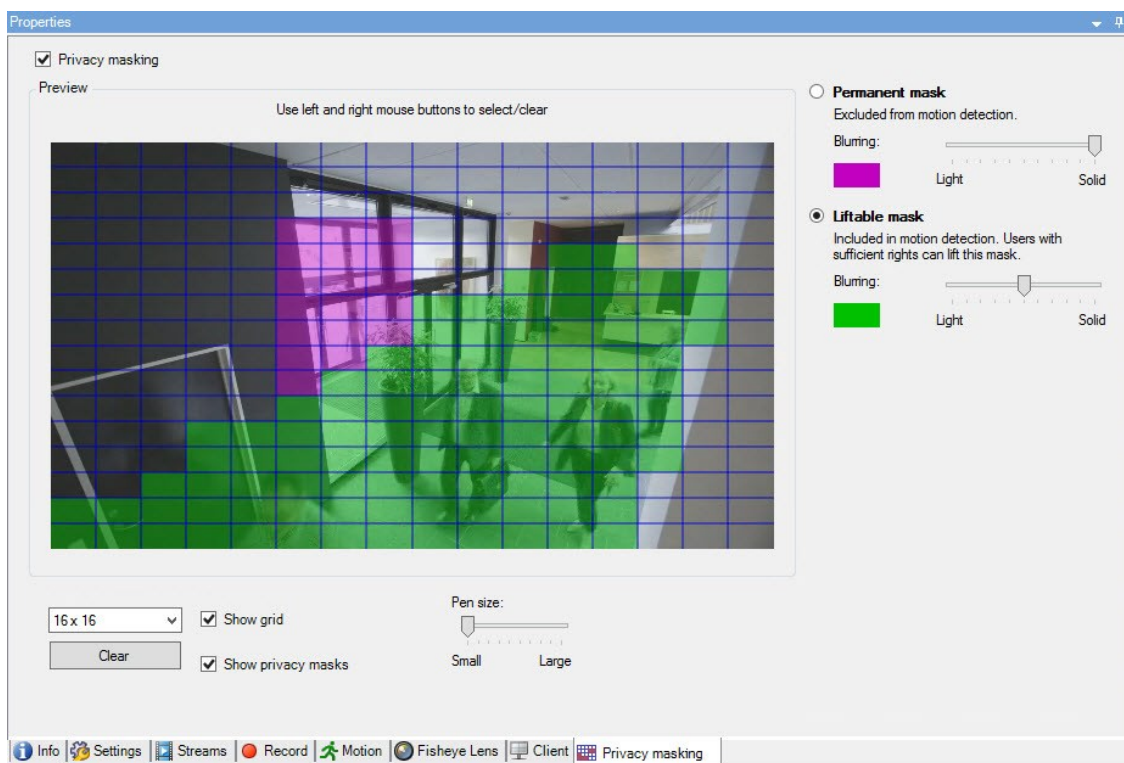 Properties
Privacy masking
Preview
Use left and right mouse buttons to select/clear
Permanent mask
Excluded from motion detection.
Blurring:
Light Solid
Liftable mask
Included in motion detection. Users with
sufficient rights can lift this mask.
Blurring:
Light Solid
16 x 16
Show grid
Pen size:
Clear
Show privacy masks
Small Large
Info Settings Streams Record Motion Fisheye Lens Client Privacy masking